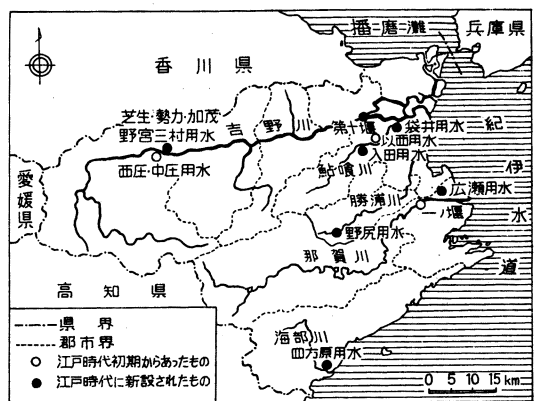 播磨灘
兵庫県
香川県
芝生・勢力・加茂
野宮三村用水
吉野川
第十堰
袋井用水
以西用水
入田用水
鮎喰川
西庄・中庄用水
愛媛県
勝浦川
広瀬用水
一ノ堰
紀伊水道
野尻用水
那賀川
高知県
海部川
四方原用水
県界
郡市界
江戸時代初期からあったもの
江戸時代に新設されたもの
0 5 10 15km